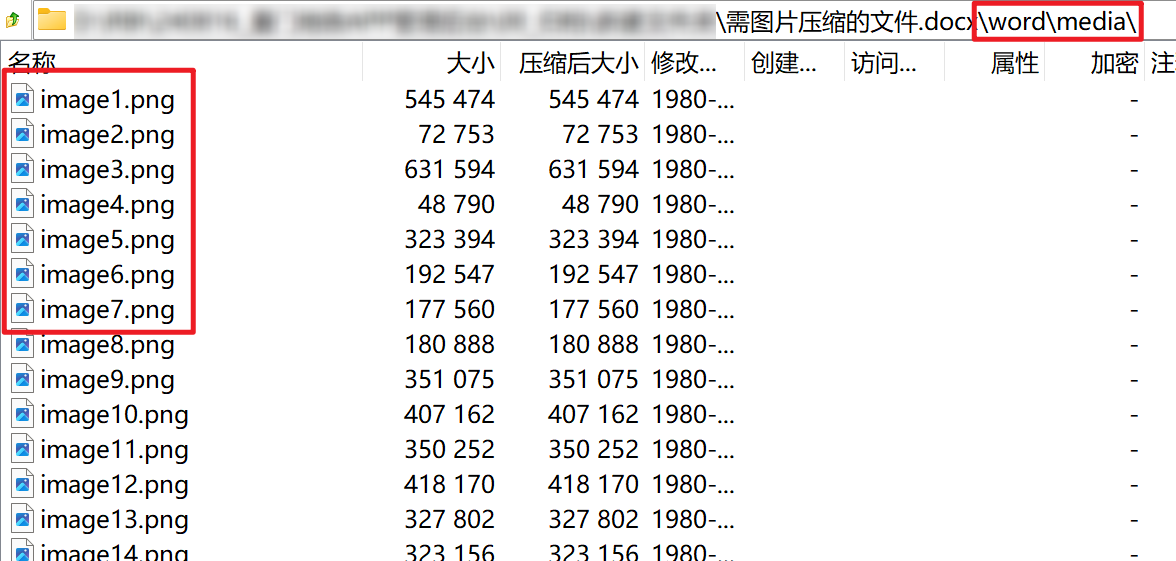 \需图片压缩的文件.docx\word\media\
名称 大小 压缩后大小 修改... 创建... 访问... 属性 加密 注
image1.png 545 474 545 474 1980-... -
image2.png 72 753 72 753 1980-... -
image3.png 631 594 631 594 1980-... -
image4.png 48 790 48 790 1980-... -
image5.png 323 394 323 394 1980-... -
image6.png 192 547 192 547 1980-... -
image7.png 177 560 177 560 1980-... -
image8.png 180 888 180 888 1980-... -
image9.png 351 075 351 075 1980-... -
image10.png 407 162 407 162 1980-... -
image11.png 350 252 350 252 1980-... -
image12.png 418 170 418 170 1980-... -
image13.png 327 802 327 802 1980-... -
image14.png 323 156 323 156 1980-... -